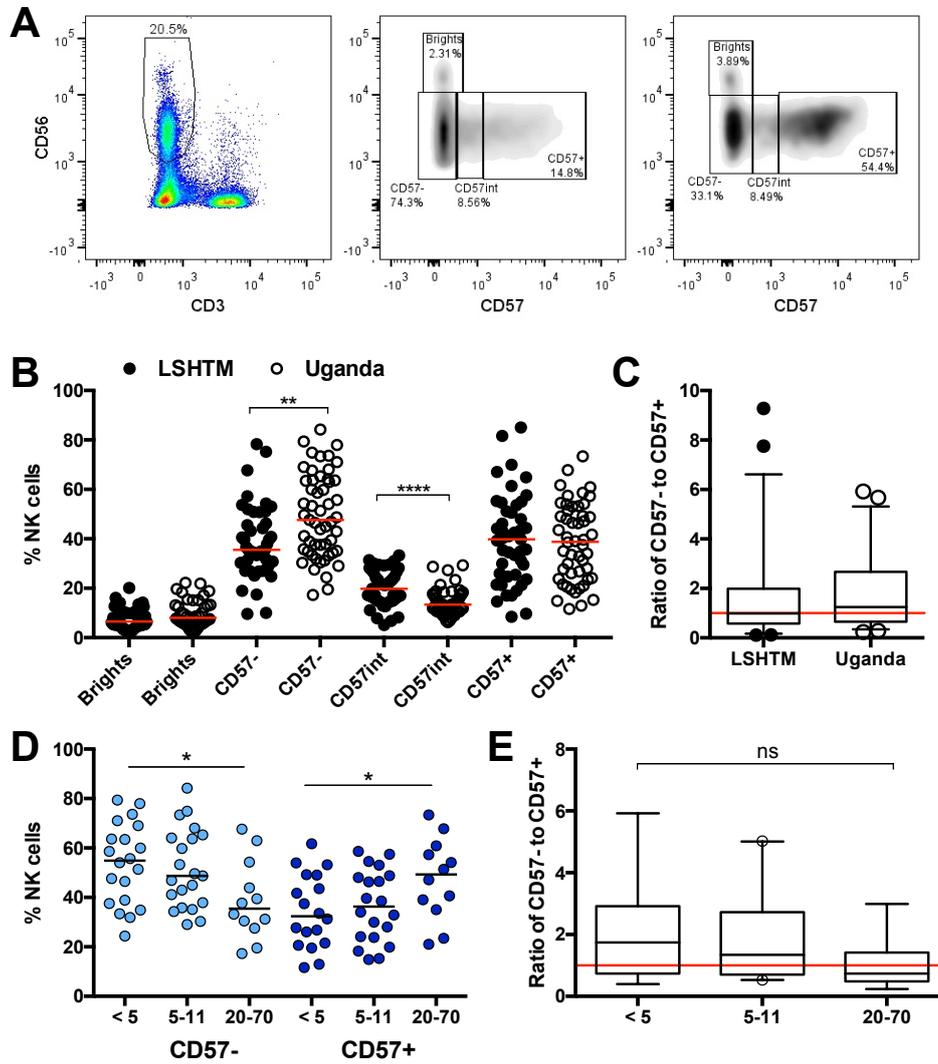 A
20.5%
CD56
10^5
10^4
10^3
-10^3
-10^3 0 10^3 10^4 10^5
CD3
Brights
2.31%
CD57+
14.8%
CD57-
74.3%
CD57int
8.56%
10^5
10^4
10^3
-10^3
-10^3 0 10^3 10^4 10^5
CD57
Brights
3.89%
CD57+
54.4%
CD57-
33.1%
CD57int
8.49%
10^5
10^4
10^3
-10^3
-10^3 0 10^3 10^4 10^5
CD57
B
LSHTM Uganda
% NK cells
100
80
60
40
20
0
**
****
Brights Brights CD57- CD57- CD57int CD57int CD57+ CD57+
C
Ratio of CD57- to CD57+
10
8
6
4
2
0
LSHTM Uganda
D
% NK cells
100
80
60
40
20
0
*
*
< 5 5-11 20-70 < 5 5-11 20-70
CD57- CD57+
E
Ratio of CD57- to CD57+
8
6
4
2
0
ns
< 5 5-11 20-70